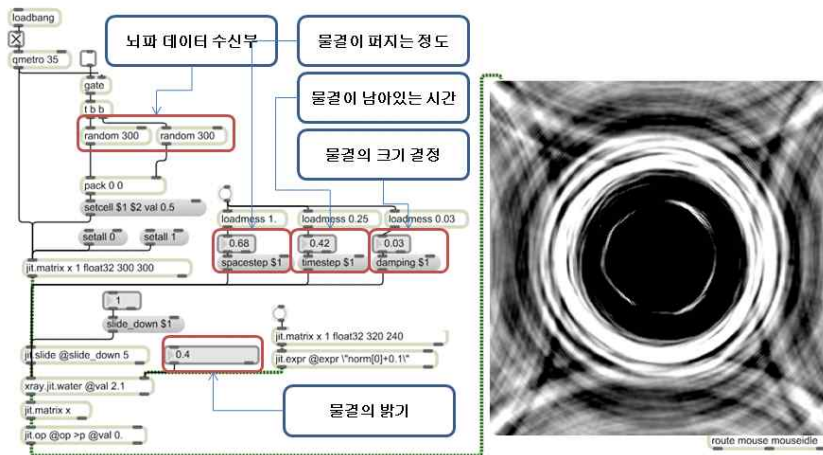 loadbang
뇌파 데이터 수신부
물결이 퍼지는 정도
qmetro 35
gate
물결이 남아있는 시간
t b b
random 300
random 300
물결의 크기 결정
pack 0 0
setcell $1 $2 val 0.5
loadmess 1.
loadmess 0.25
loadmess 0.03
setall 0
setall 1
0.68
0.42
0.03
spacestep $1
timestep $1
damping $1
jit.matrix x 1 float32 300 300
1
slide_down $1
jit.matrix x 1 float32 320 240
jit.slide @slide_down 5
0.4
jit.expr @expr \"norm[0]+0.1\"
xray.jit.water @val 2.1
jit.matrix x
물결의 밝기
jit.op @op >p @val 0.
route mouse mouseidle